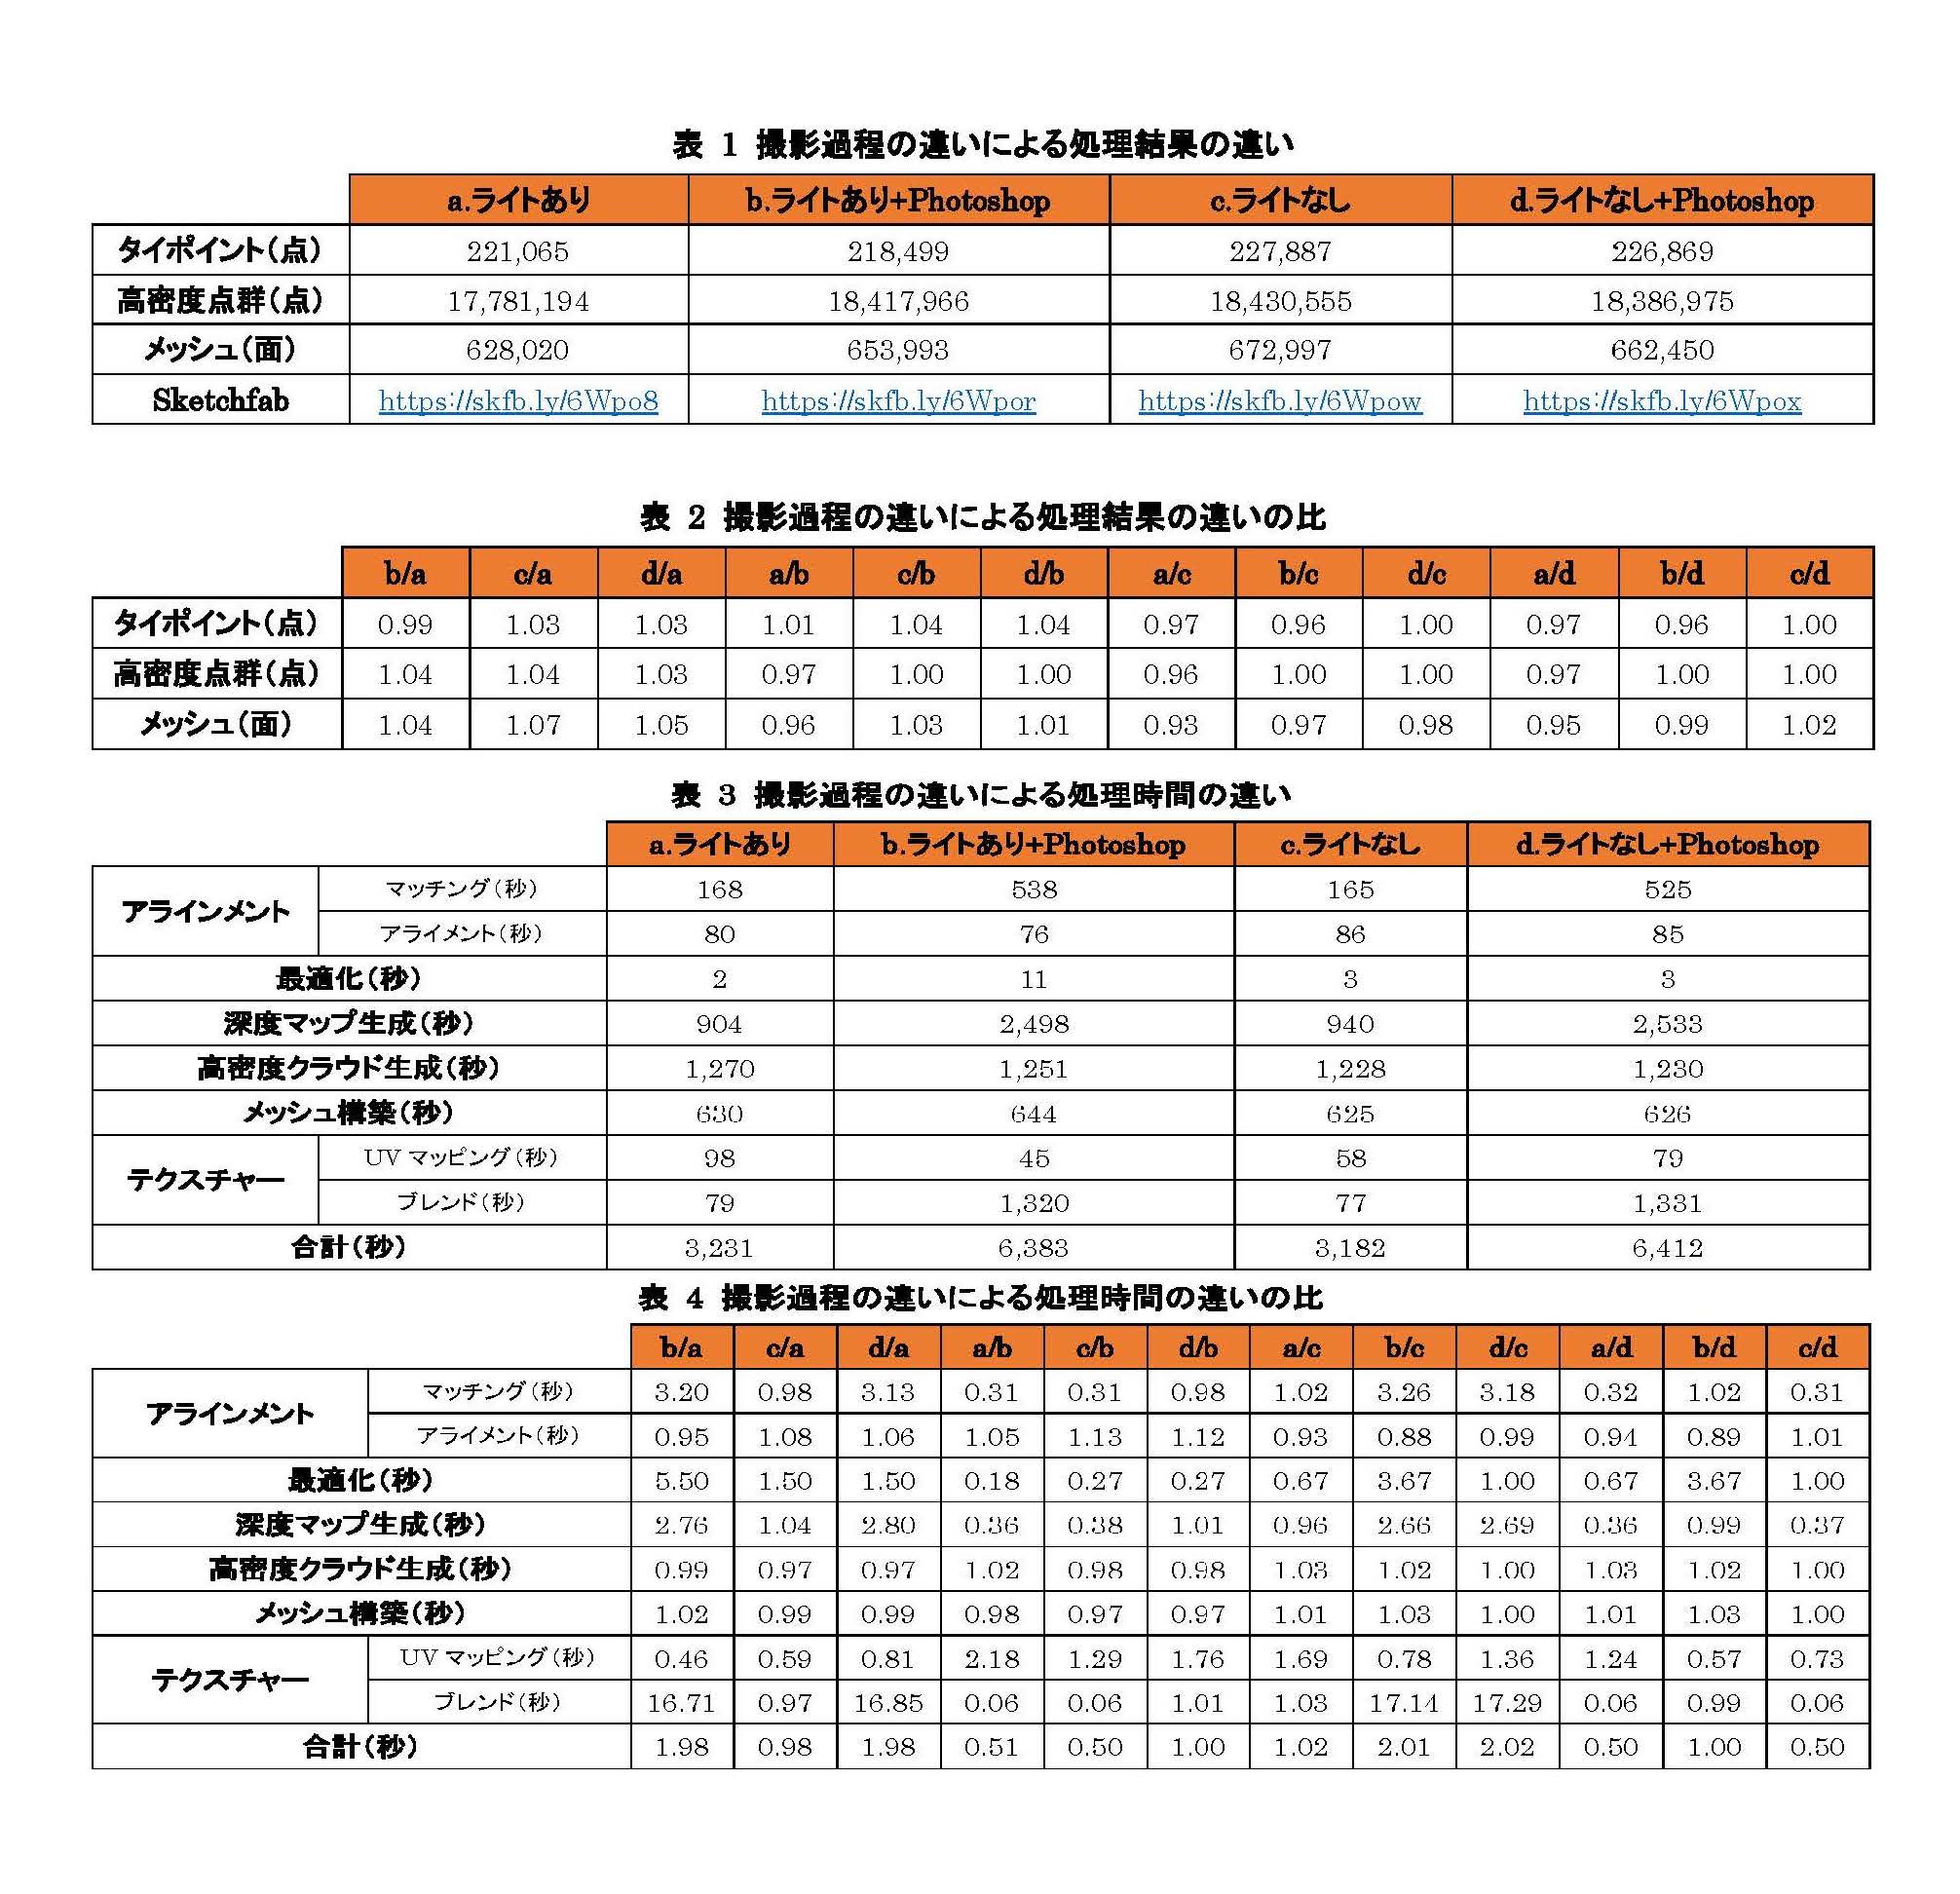 表 1 撮影過程の違いによる処理結果の違い
a.ライトあり b.ライトあり+Photoshop c.ライトなし d.ライトなし+Photoshop
タイポイント(点) 221,065 218,499 227,887 226,869
高密度点群(点) 17,781,194 18,417,966 18,430,555 18,386,975
メッシュ(面) 628,020 653,993 672,997 662,450
Sketchfab https://skfb.ly/6Wpo8 https://skfb.ly/6Wpor https://skfb.ly/6Wpow https://skfb.ly/6Wpox
表 2 撮影過程の違いによる処理結果の違いの比
b/a c/a d/a a/b c/b d/b a/c b/c d/c a/d b/d c/d
タイポイント(点) 0.99 1.03 1.03 1.01 1.04 1.04 0.97 0.96 1.00 0.97 0.96 1.00
高密度点群(点) 1.04 1.04 1.03 0.97 1.00 1.00 0.96 1.00 1.00 0.97 1.00 1.00
メッシュ(面) 1.04 1.07 1.05 0.96 1.03 1.01 0.93 0.97 0.98 0.95 0.99 1.02
表 3 撮影過程の違いによる処理時間の違い
a.ライトあり b.ライトあり+Photoshop c.ライトなし d.ライトなし+Photoshop
アラインメント マッチング(秒) 168 538 165 525
アライメント(秒) 80 76 86 85
最適化(秒) 2 11 3 3
深度マップ生成(秒) 904 2,498 940 2,533
高密度クラウド生成(秒) 1,270 1,251 1,228 1,230
メッシュ構築(秒) 630 644 625 626
テクスチャー UVマッピング(秒) 98 45 58 79
ブレンド(秒) 79 1,320 77 1,331
合計(秒) 3,231 6,383 3,182 6,412
表 4 撮影過程の違いによる処理時間の違いの比
b/a c/a d/a a/b c/b d/b a/c b/c d/c a/d b/d c/d
アラインメント マッチング(秒) 3.20 0.98 3.13 0.31 0.31 0.98 1.02 3.26 3.18 0.32 1.02 0.31
アライメント(秒) 0.95 1.08 1.06 1.05 1.13 1.12 0.93 0.88 0.99 0.94 0.89 1.01
最適化(秒) 5.50 1.50 1.50 0.18 0.27 0.27 0.67 3.67 1.00 0.67 3.67 1.00
深度マップ生成(秒) 2.76 1.04 2.80 0.36 0.38 1.01 0.96 2.66 2.69 0.36 0.99 0.37
高密度クラウド生成(秒) 0.99 0.97 0.97 1.02 0.98 0.98 1.03 1.02 1.00 1.03 1.02 1.00
メッシュ構築(秒) 1.02 0.99 0.99 0.98 0.97 0.97 1.01 1.03 1.00 1.01 1.03 1.00
テクスチャー UVマッピング(秒) 0.46 0.59 0.81 2.18 1.29 1.76 1.69 0.78 1.36 1.24 0.57 0.73
ブレンド(秒) 16.71 0.97 16.85 0.06 0.06 1.01 1.03 17.14 17.29 0.06 0.99 0.06
合計(秒) 1.98 0.98 1.98 0.51 0.50 1.00 1.02 2.01 2.02 0.50 1.00 0.50